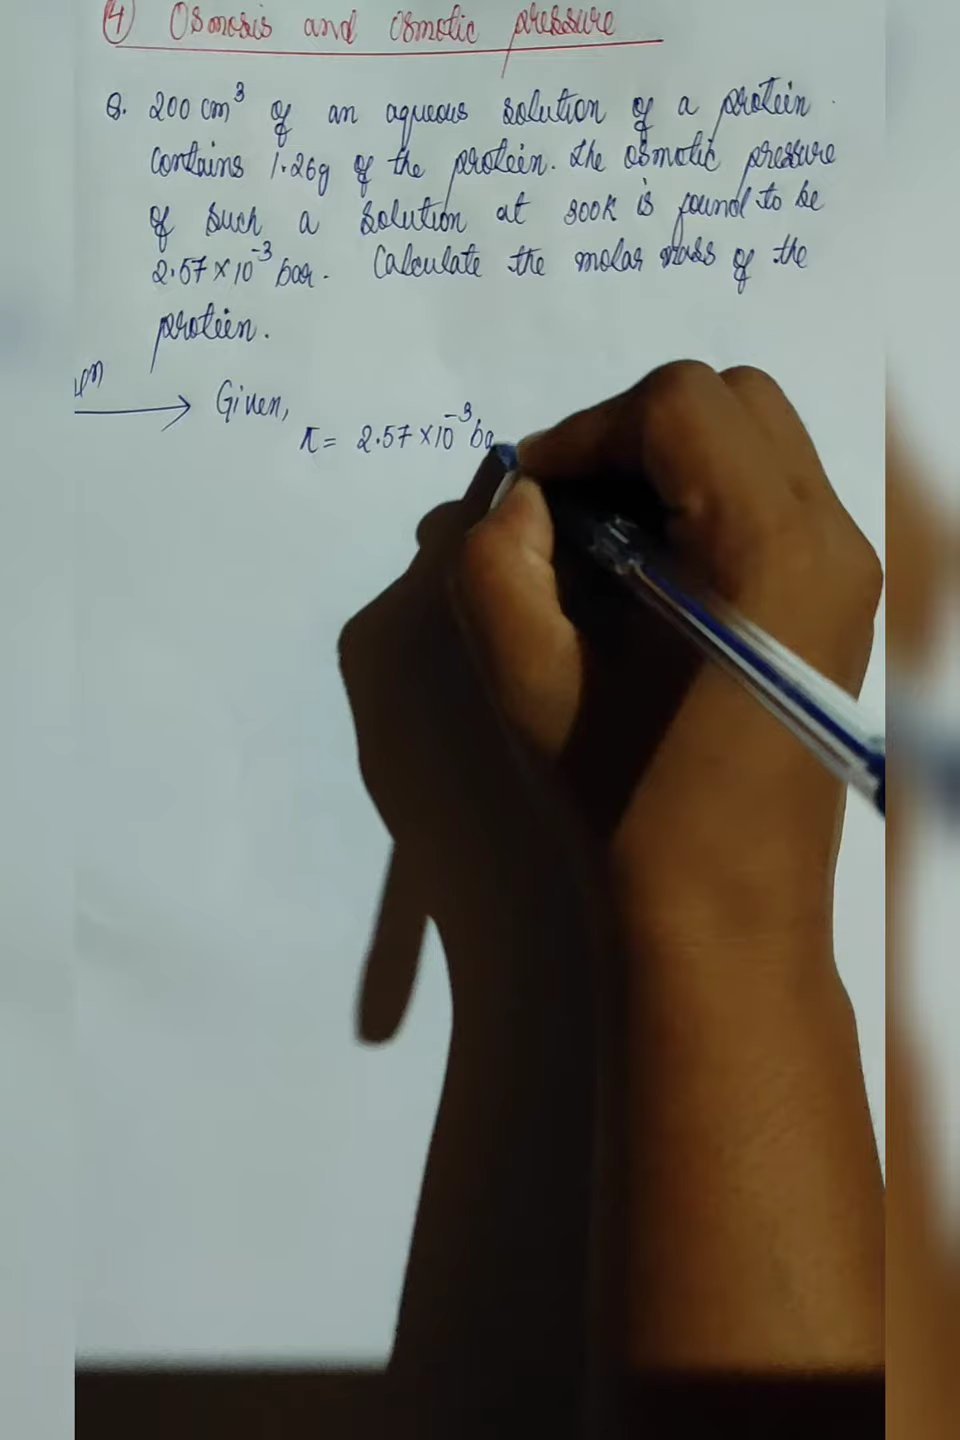 ④ Osmosis and Osmotic pressure
Q. 200 cm³ of an aqueous solution of a protein
contains 1.26g of the protein. The osmotic pressure
of such a solution at 300K is found to be
2.57×10⁻³ bar. Calculate the molar mass of the
protein.
Given,
π = 2.57×10⁻³ ba